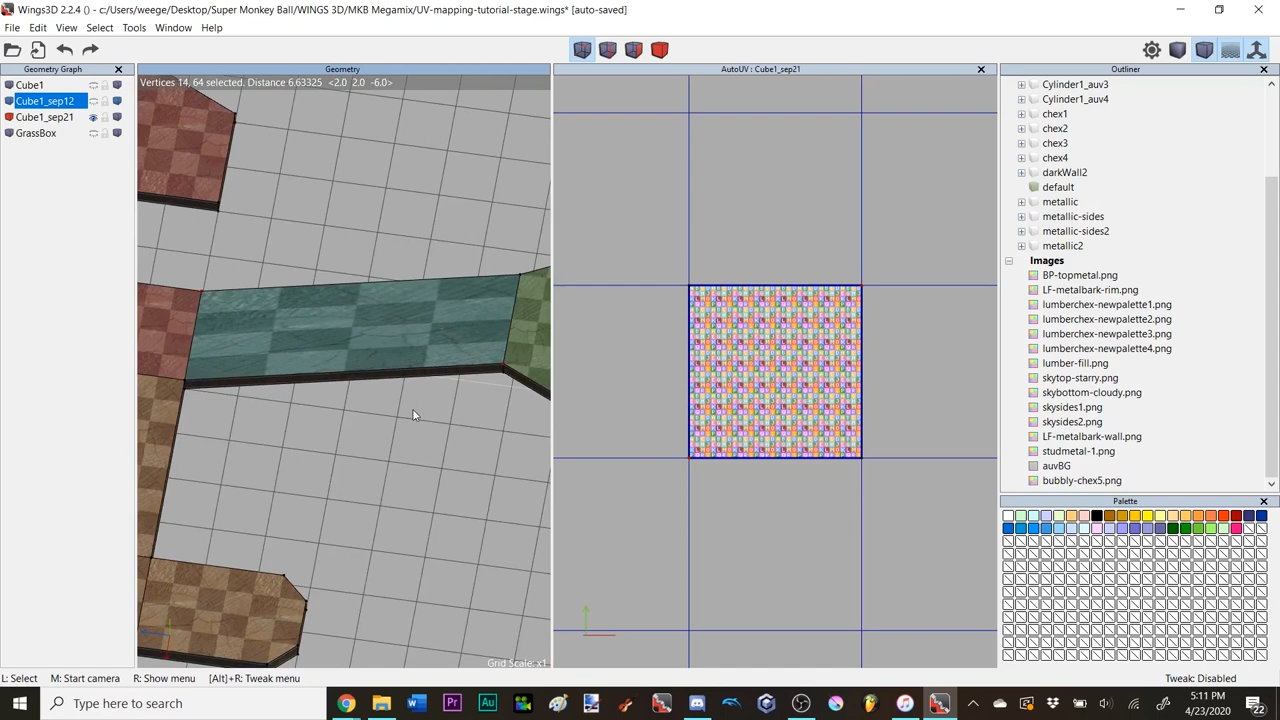 Wings3D 2.2.4 () - c:/Users/weege/Desktop/Super Monkey Ball/WINGS 3D/MKB Megamix/UV-mapping-tutorial-stage.wings* [auto-saved]
File Edit View Select Tools Window Help
Geometry Graph
Cube1
Cube1_sep12
Cube1_sep21
GrassBox
Geometry
Vertices 14, 64 selected. Distance 6.63325 <2.0 2.0 -6.0>
Grid Scale: x1
AutoUV : Cube1_sep21
Outliner
Cylinder1_auv3
Cylinder1_auv4
chex1
chex2
chex3
chex4
darkWall2
default
metallic
metallic-sides
metallic-sides2
metallic2
Images
BP-topmetal.png
LF-metalbark-rim.png
lumberchex-newpalette1.png
lumberchex-newpalette2.png
lumberchex-newpalette3.png
lumberchex-newpalette4.png
lumber-fill.png
skytop-starry.png
skybottom-cloudy.png
skysides1.png
skysides2.png
LF-metalbark-wall.png
studmetal-1.png
auvBG
bubbly-chex5.png
Palette
L: Select M: Start camera R: Show menu [Alt]+R: Tweak menu
Tweak: Disabled
Type here to search
5:11 PM
4/23/2020
22